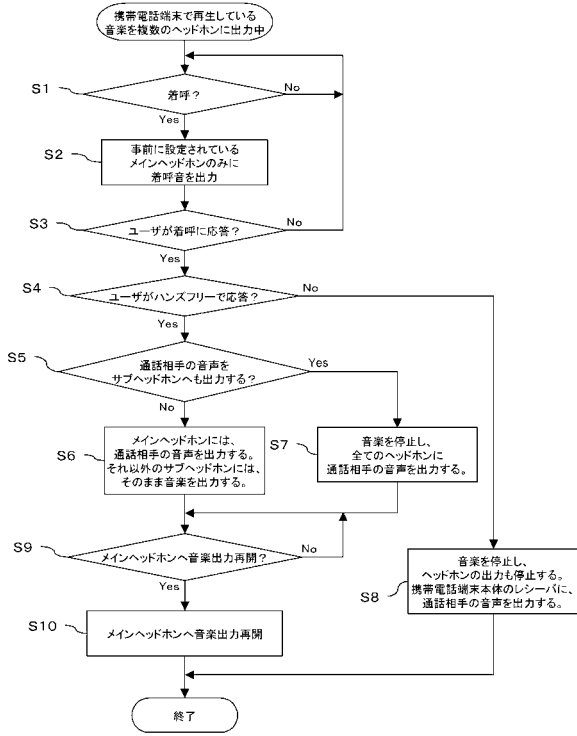 携帯電話端末で再生している
音楽を複数のヘッドホンに出力中
S1
着呼？
No
Yes
S2
事前に設定されている
メインヘッドホンのみに
着呼音を出力
S3
ユーザが着呼に応答？
No
Yes
S4
ユーザがハンズフリーで応答？
No
Yes
S5
通話相手の音声を
サブヘッドホンへも出力する？
Yes
No
S6
メインヘッドホンには、
通話相手の音声を出力する。
それ以外のサブヘッドホンには、
そのまま音楽を出力する。
S7
音楽を停止し、
全てのヘッドホンに
通話相手の音声を出力する。
S9
メインヘッドホンへ音楽出力再開？
No
Yes
S8
音楽を停止し、
ヘッドホンの出力も停止する。
携帯電話端末本体のレシーバに、
通話相手の音声を出力する。
S10
メインヘッドホンへ音楽出力再開
終了